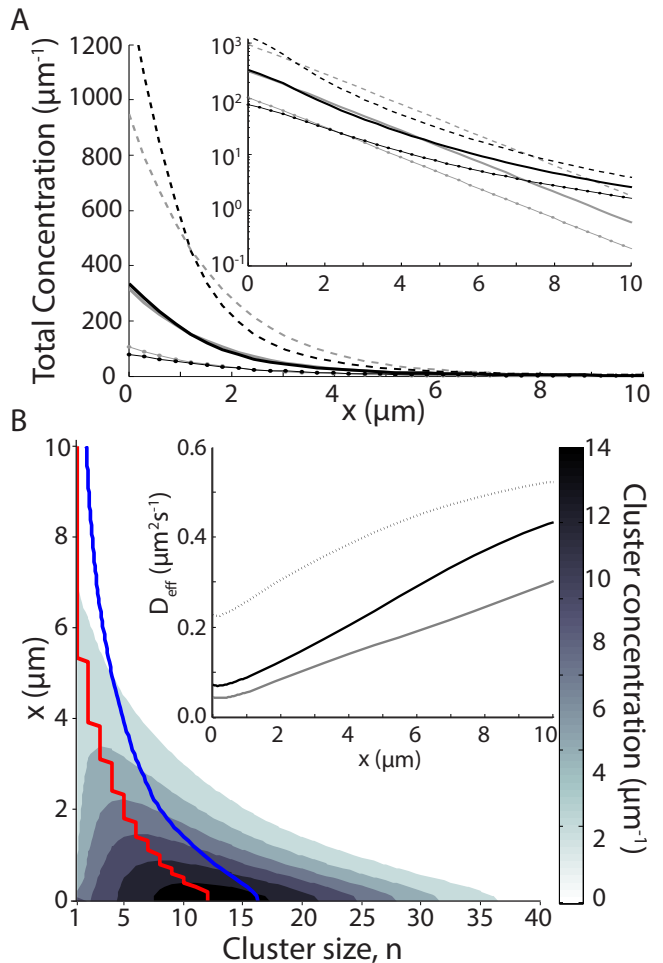 A
Total Concentration (μm⁻¹)
1200
1000
800
600
400
200
0
0 2 4 6 8 10
x (μm)
10³
10²
10¹
10⁰
10⁻¹
0 2 4 6 8 10
B
x (μm)
10
8
6
4
2
0
1 5 10 15 20 25 30 35 40
Cluster size, n
D_eff (μm²s⁻¹)
0.6
0.4
0.2
0.0
0 2 4 6 8 10
x (μm)
14
12
10
8
6
4
2
0
Cluster concentration (μm⁻¹)